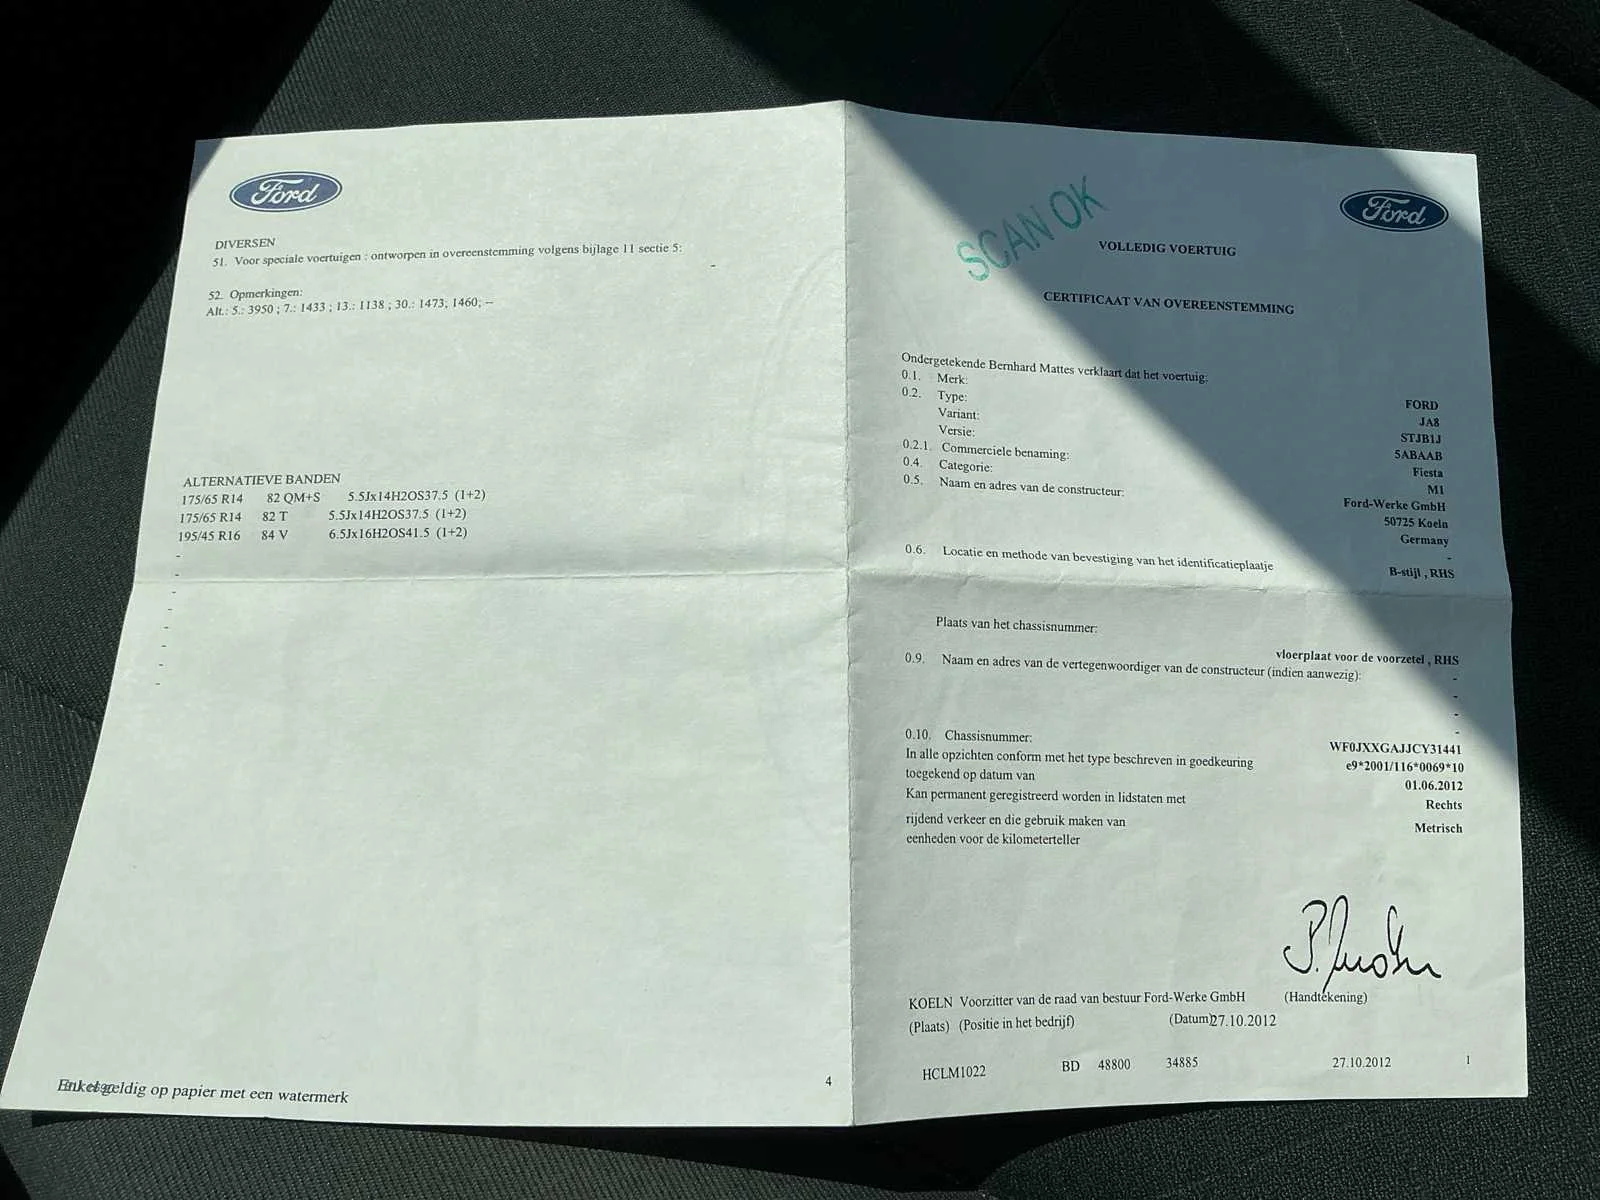 Ford
DIVERSEN
51. Voor speciale voertuigen : ontworpen in overeenstemming volgens bijlage 11 sectie 5:
-
52. Opmerkingen:
Alt.: 5.: 3950 ; 7.: 1433 ; 13.: 1138 ; 30.: 1473; 1460; --
ALTERNATIEVE BANDEN
175/65 R14 82 QM+S 5.5Jx14H2OS37.5 (1+2)
175/65 R14 82 T 5.5Jx14H2OS37.5 (1+2)
195/45 R16 84 V 6.5Jx16H2OS41.5 (1+2)
-
-
-
-
-
-
-
-
Enkel geldig op papier met een watermerk
4
Ford
SCAN OK
VOLLEDIG VOERTUIG
CERTIFICAAT VAN OVEREENSTEMMING
Ondergetekende Bernhard Mattes verklaart dat het voertuig:
0.1. Merk: FORD
0.2. Type: JA8
Variant: STJB1J
Versie: 5ABAAB
0.2.1. Commerciele benaming: Fiesta
0.4. Categorie: M1
0.5. Naam en adres van de constructeur: Ford-Werke GmbH
50725 Koeln
Germany
-
0.6. Locatie en methode van bevestiging van het identificatieplaatje B-stijl , RHS
Plaats van het chassisnummer: vloerplaat voor de voorzetel , RHS
0.9. Naam en adres van de vertegenwoordiger van de constructeur (indien aanwezig): -
-
-
-
0.10. Chassisnummer: WF0JXXGAJJCY31441
In alle opzichten conform met het type beschreven in goedkeuring e9*2001/116*0069*10
toegekend op datum van 01.06.2012
Kan permanent geregistreerd worden in lidstaten met Rechts
rijdend verkeer en die gebruik maken van Metrisch
eenheden voor de kilometerteller
KOELN Voorzitter van de raad van bestuur Ford-Werke GmbH (Handtekening)
(Plaats) (Positie in het bedrijf) (Datum) 27.10.2012
HCLM1022 BD 48800 34885 27.10.2012 1